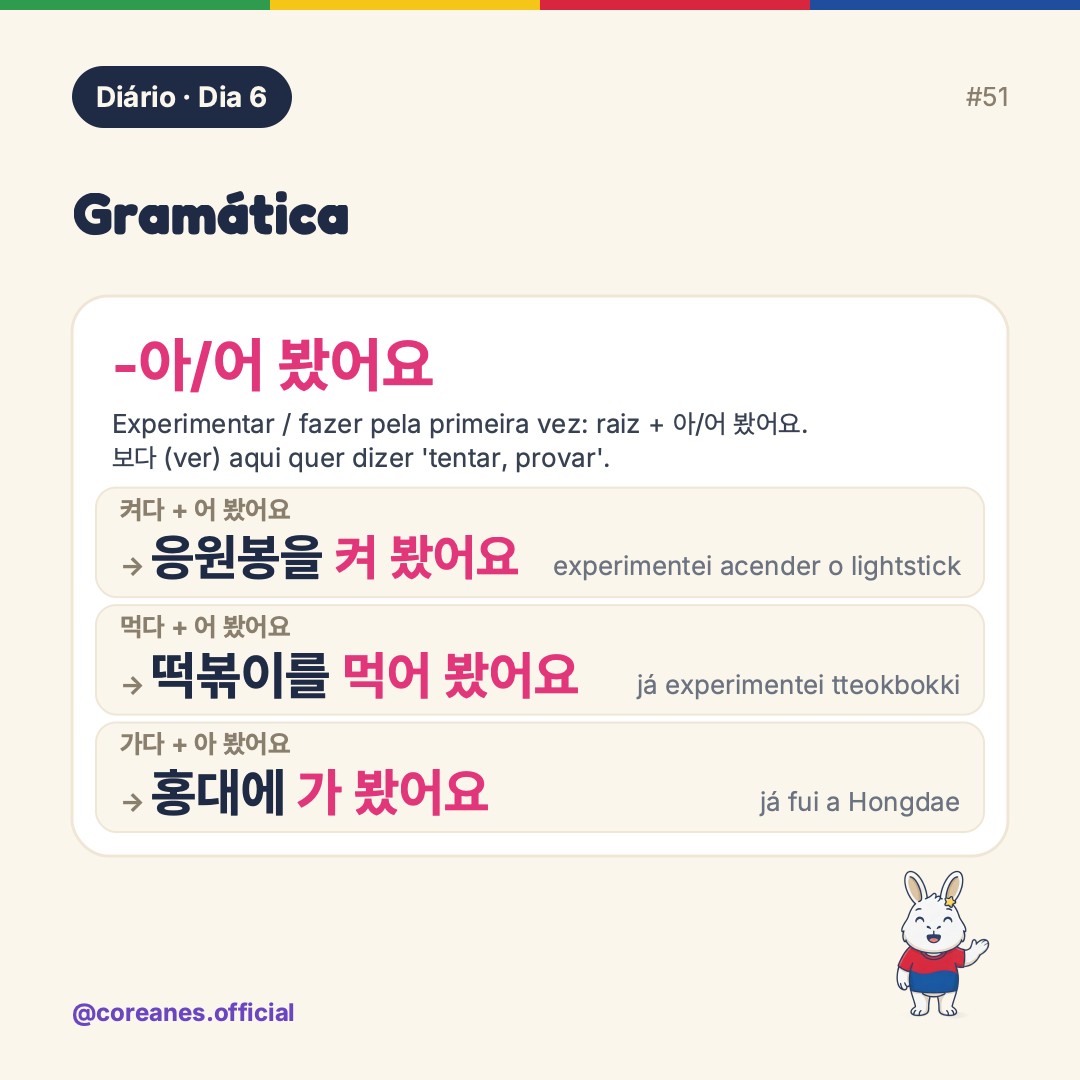 Diário · Dia 6
#51
Gramática
-아/어 봤어요
Experimentar / fazer pela primeira vez: raiz + 아/어 봤어요.
보다 (ver) aqui quer dizer 'tentar, provar'.
켜다 + 어 봤어요
→ 응원봉을 켜 봤어요 experimentei acender o lightstick
먹다 + 어 봤어요
→ 떡볶이를 먹어 봤어요 já experimentei tteokbokki
가다 + 아 봤어요
→ 홍대에 가 봤어요 já fui a Hongdae
@coreanes.official